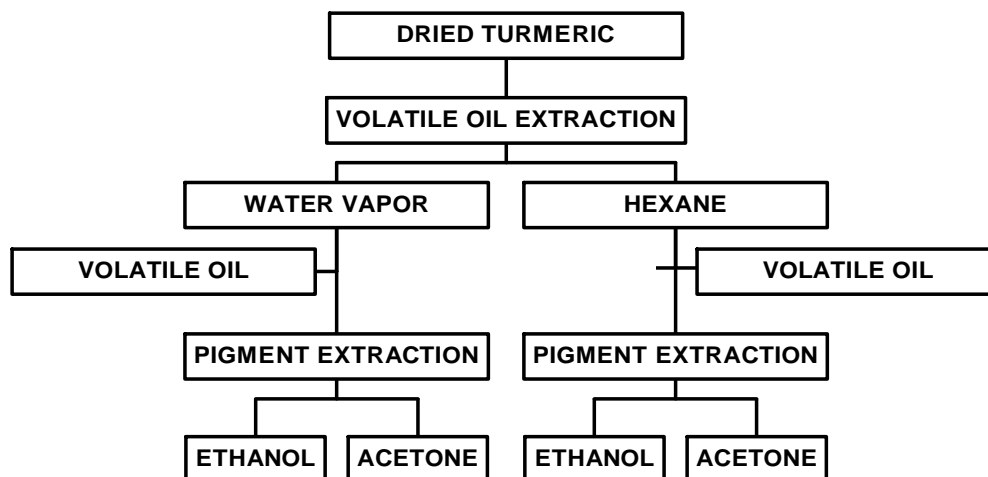 DRIED TURMERIC
VOLATILE OIL EXTRACTION
WATER VAPOR
HEXANE
VOLATILE OIL
VOLATILE OIL
PIGMENT EXTRACTION
PIGMENT EXTRACTION
ETHANOL
ACETONE
ETHANOL
ACETONE